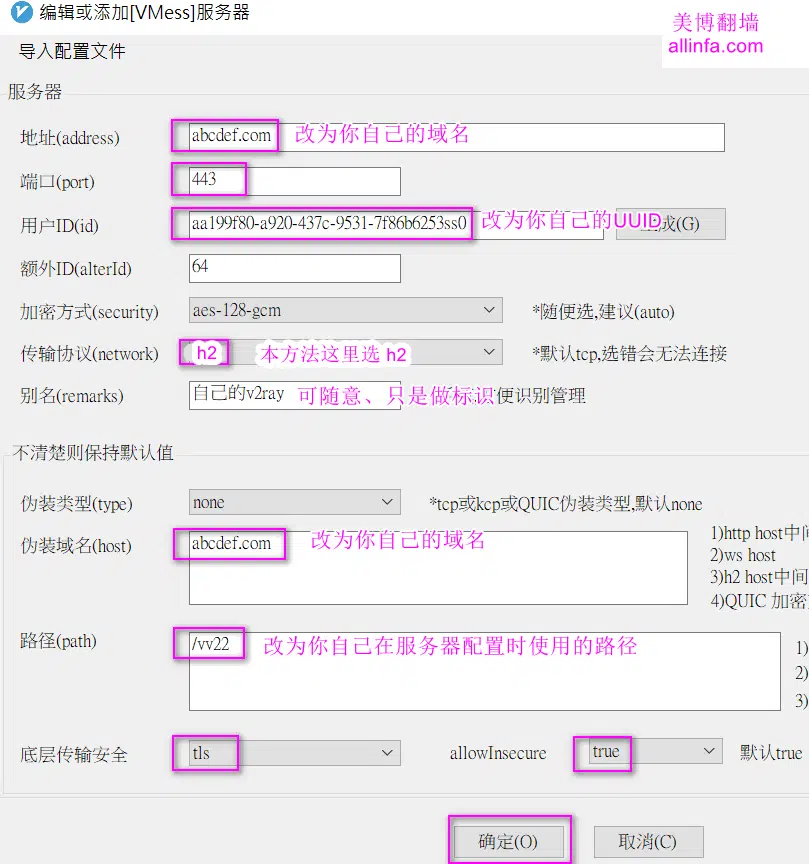 编辑或添加[VMess]服务器
美博翻墙
allinfa.com
导入配置文件
服务器
地址(address) abcdef.com 改为你自己的域名
端口(port) 443
用户ID(id) aa199f80-a920-437c-9531-7f86b6253ss0 改为你自己的UUID 成(G)
额外ID(alterId) 64
加密方式(security) aes-128-gcm *随便选,建议(auto)
传输协议(network) h2 本方法这里选 h2 *默认tcp,选错会无法连接
别名(remarks) 自己的v2ray 可随意、只是做标识 便识别管理
不清楚则保持默认值
伪装类型(type) none *tcp或kcp或QUIC伪装类型,默认none
伪装域名(host) abcdef.com 改为你自己的域名
1)http host中间
2)ws host
3)h2 host中间
4)QUIC 加密
路径(path) /vv22 改为你自己在服务器配置时使用的路径
1)
2)
3)
底层传输安全 tls allowInsecure true 默认true
确定(O) 取消(C)